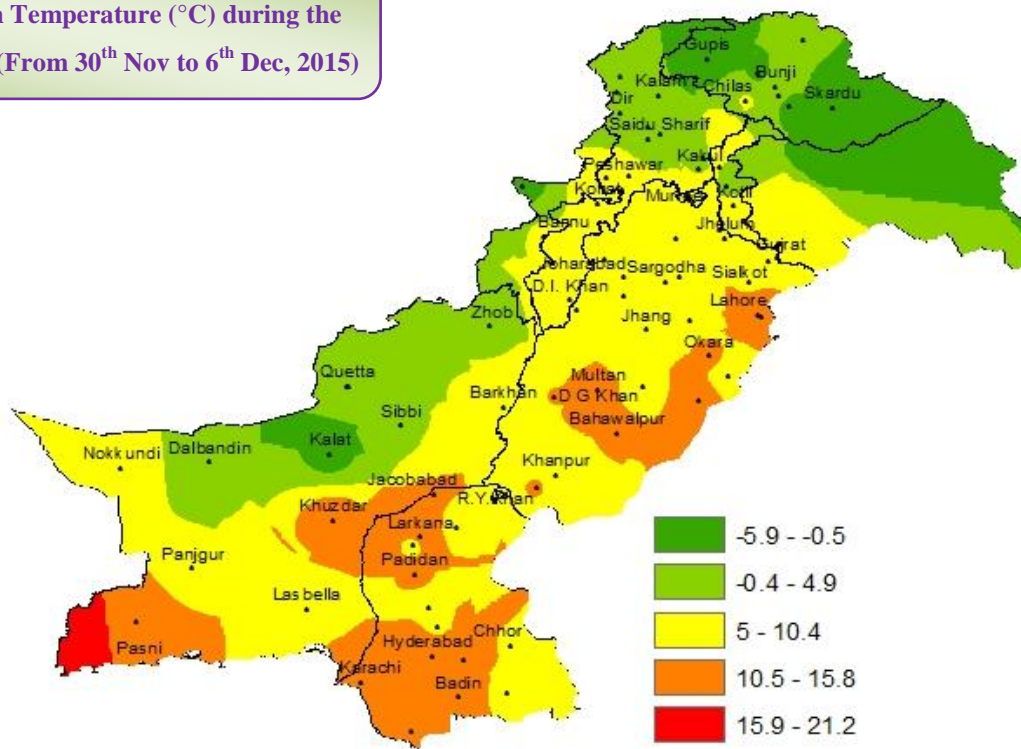 Temperature (°C) during the
(From 30th Nov to 6th Dec, 2015)
Gupis
Bunji
Kalam
Chilas
Skardu
Dir
Saidu Sharif
Peshawar
Kakul
Kotli
Bannu
Jhelum
Gujrat
Joharabad
Sargodha
Sialkot
D.I. Khan
Lahore
Zhob
Jhang
Okara
Quetta
Multan
Barkhan
D G Khan
Sibbi
Bahawalpur
Kalat
Nokkundi
Dalbandin
Khanpur
Jacobabad
R.Y. Khan
Khuzdar
Larkana
Panjgur
Padidan
Las bella
Pasni
Hyderabad
Chhor
Karachi
Badin
-5.9 - -0.5
-0.4 - 4.9
5 - 10.4
10.5 - 15.8
15.9 - 21.2